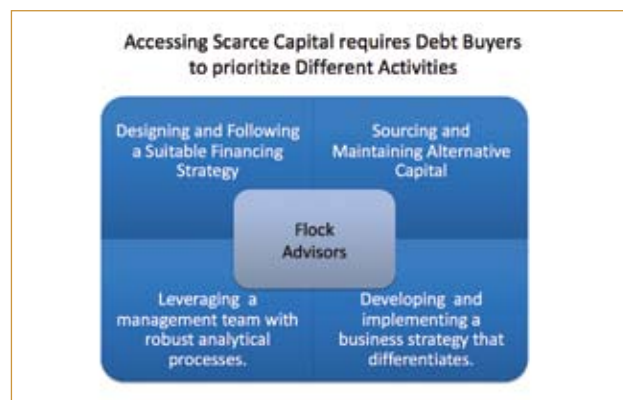 Accessing Scarce Capital requires Debt Buyers
to prioritize Different Activities
Designing and Following
a Suitable Financing
Strategy
Sourcing and
Maintaining Alternative
Capital
Flock
Advisors
Leveraging a
management team with
robust analytical
processes.
Developing and
implementing a
business strategy that
differentiates.